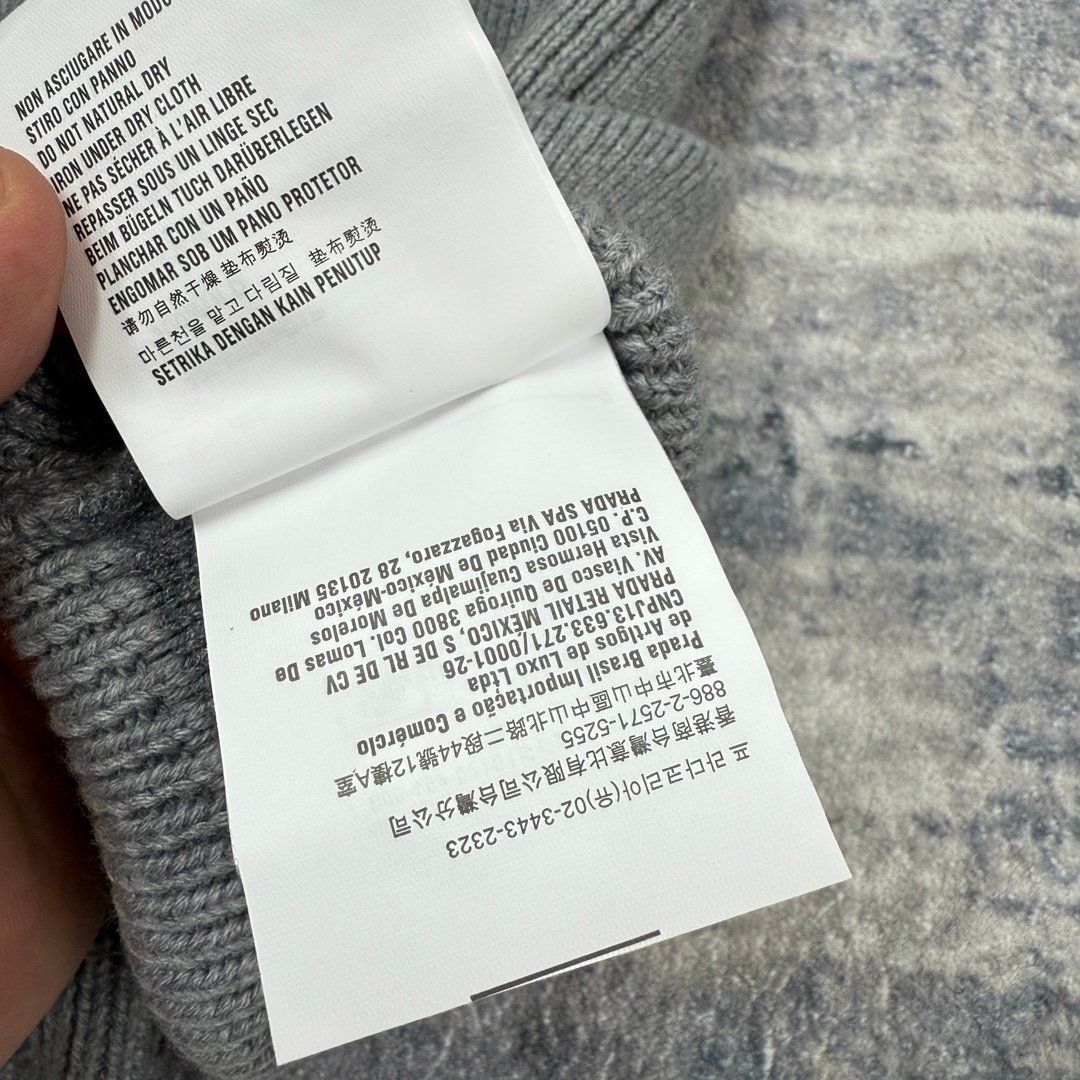 NON ASCIUGARE IN MODO
STIRO CON PANNO
DO NOT NATURAL DRY
IRON UNDER DRY CLOTH
NE PAS SÉCHER À L'AIR LIBRE
REPASSER SOUS UN LINGE SEC
BEIM BÜGELN TUCH DARÜBERLEGEN
PLANCHAR CON UN PAÑO
ENGOMAR SOB UM PANO PROTETOR
请勿自然干燥 垫布熨烫
마른천을 맡고 다림질 垫布熨烫
SETRIKA DENGAN KAIN PENUTUP
프라다코리아(유)02-3443-2323
香港商台灣意比有限公司台灣分公司
886-2-2571-5255
臺北市中山區中山北路二段44號12樓A室
Prada Brasil Importação e Comérclo
de Artigos de Luxo Ltda
CNPJ13.633.271/0001-26
PRADA RETAIL MÉXICO, S DE RL DE CV
AV. Viasco De Quiroga 3800 Col. Lomas De
Vista Hermosa Cuajimalpa De Morelos
C.P. 05100 Ciudad De México-México
PRADA SPA Via Fogazzaro, 28 20135 Milano